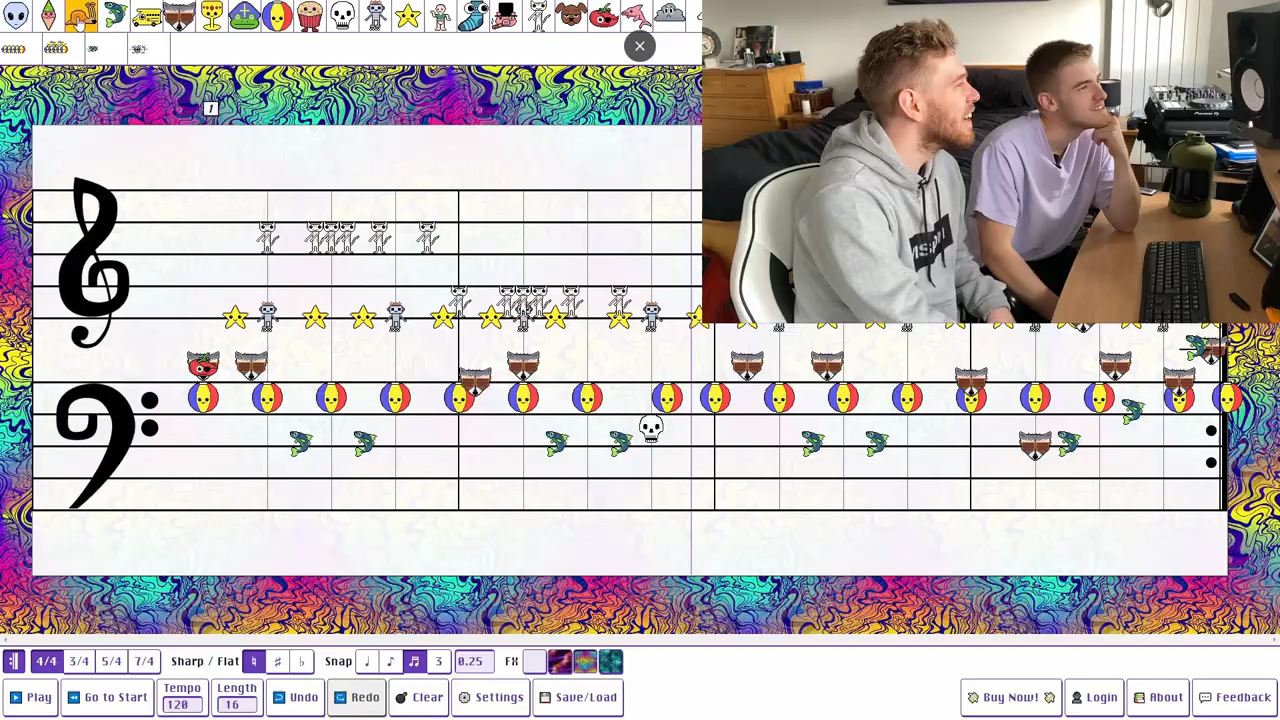 1
4/4 3/4 5/4 7/4 Sharp / Flat ♮ ♯ ♭ Snap ♩ ♪ ♬ 3 0.25 FX
Play Go to Start Tempo 120 Length 16 Undo Redo Clear Settings Save/Load Buy Now! Login About Feedback